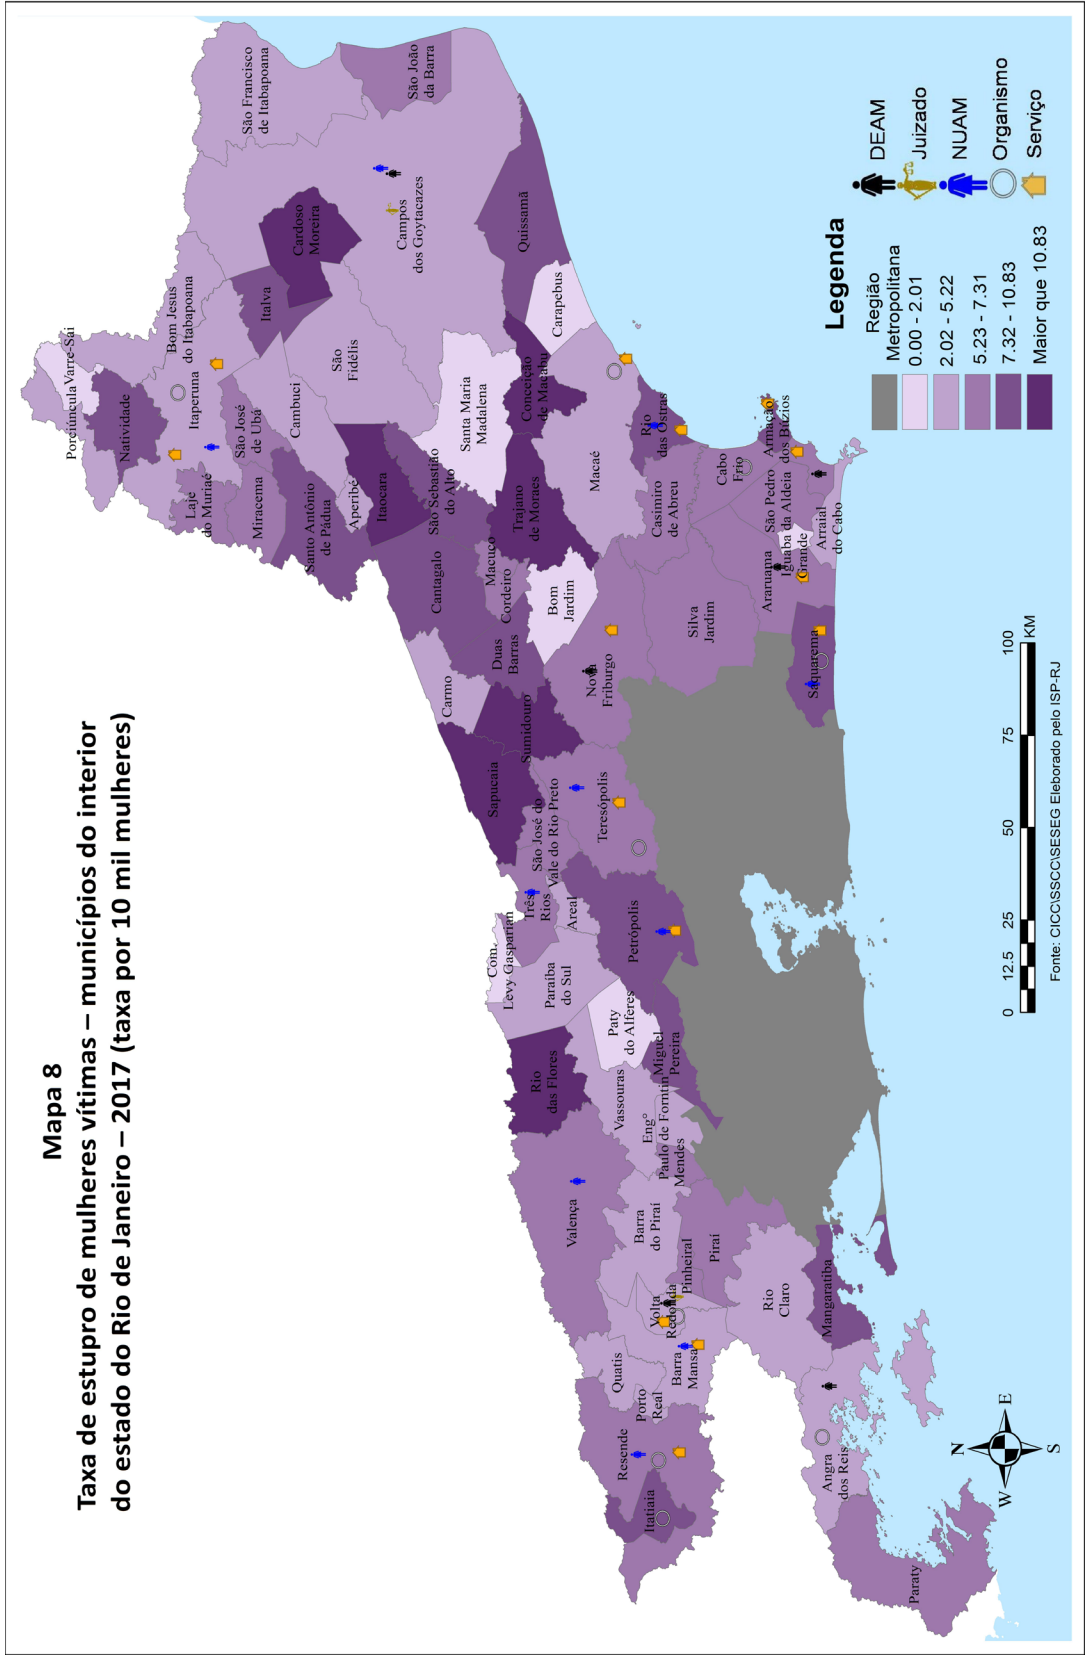 Mapa 8
Taxa de estupro de mulheres vítimas – municípios do interior
do estado do Rio de Janeiro – 2017 (taxa por 10 mil mulheres)
Porciúncula
Varre-Sai
Natividade
Bom Jesus
do Itabapoana
Itaperuna
Laje
do Muriaé
São José
de Ubá
Miracema
Italva
Cardoso
Moreira
São Francisco
de Itabapoana
Campos
dos Goytacazes
São João
da Barra
Cambuci
São
Fidélis
Santo Antônio
de Pádua
Aperibé
Itaocara
São Sebastião
do Alto
Santa Maria
Madalena
Quissamã
Carapebus
Conceição
de Macabu
Macaé
Trajano
de Moraes
Cantagalo
Macuco
Cordeiro
Duas
Barras
Bom
Jardim
Carmo
Sumidouro
Sapucaia
Nova
Friburgo
Silva
Jardim
Casimiro
de Abreu
Rio
das Ostras
Cabo
Frio
Armação
dos Búzios
São Pedro
da Aldeia
Iguaba
Grande
Arraial
do Cabo
Araruama
Saquarema
Teresópolis
São José do
Vale do Rio Preto
Três
Rios
Areal
Petrópolis
Com.
Levy Gasparian
Paraíba
do Sul
Paty
do Alferes
Miguel
Pereira
Rio
das Flores
Vassouras
Engº
Paulo de Forntin
Mendes
Valença
Barra
do Piraí
Piraí
Pinheiral
Volta
Redonda
Barra
Mansa
Rio
Claro
Mangaratiba
Quatis
Porto
Real
Resende
Itatiaia
Angra
dos Reis
Paraty
Legenda
Região
Metropolitana
0.00 - 2.01
2.02 - 5.22
5.23 - 7.31
7.32 - 10.83
Maior que 10.83
DEAM
Juizado
NUAM
Organismo
Serviço
N
W
E
S
0
12.5
25
50
75
100
KM
Fonte: CICC\SSCC\SESEG Elaborado pelo ISP-RJ